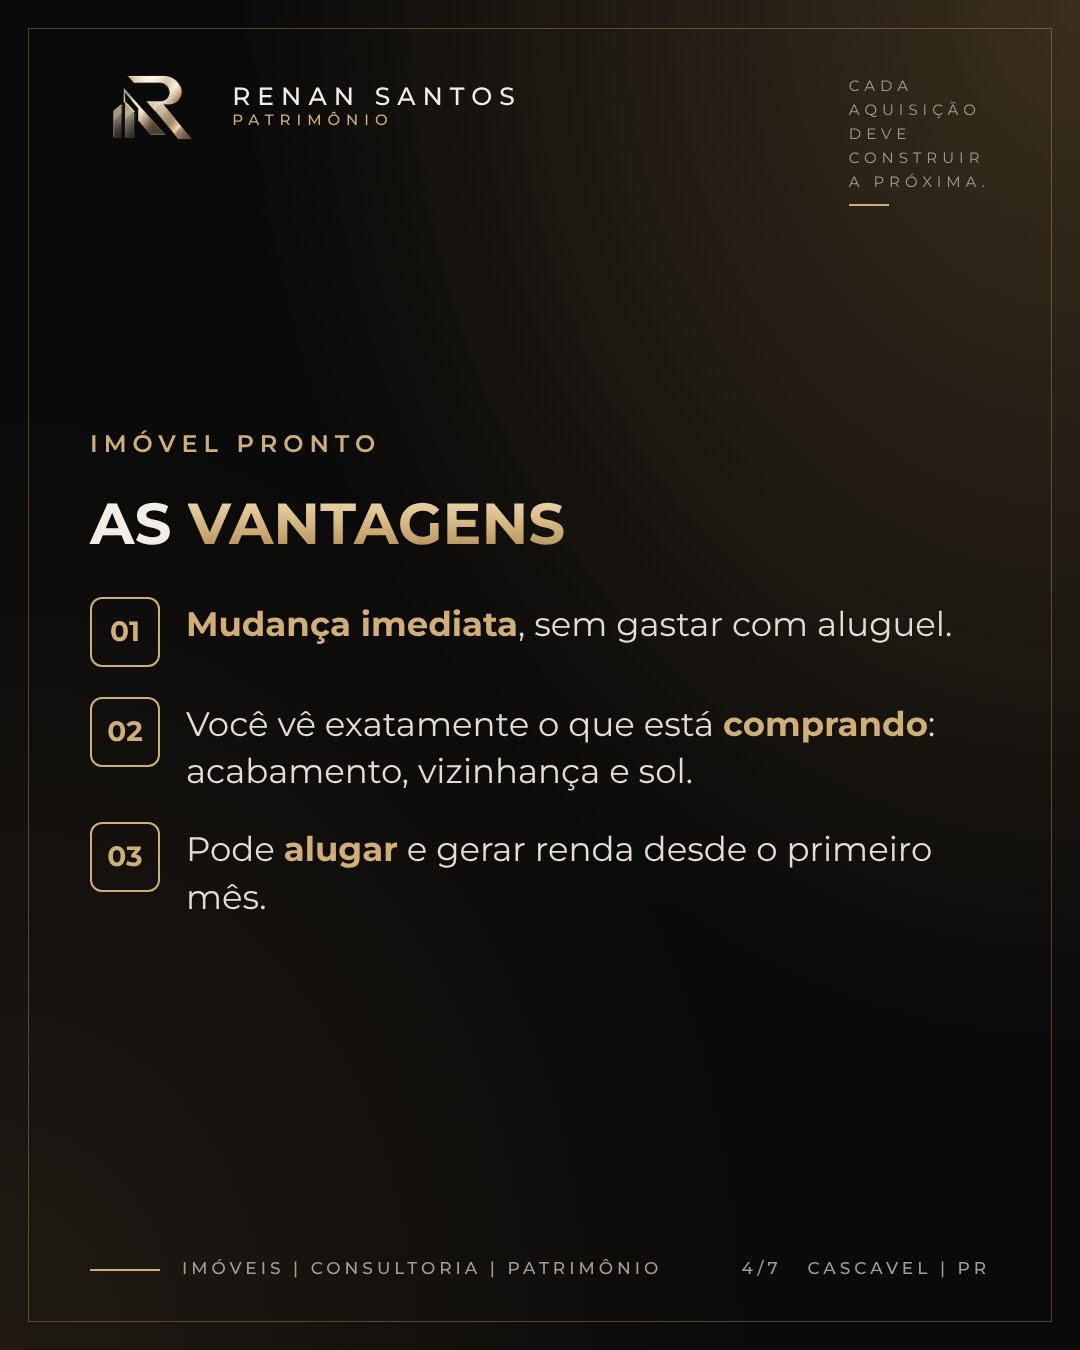 RENAN SANTOS
PATRIMÔNIO
CADA
AQUISIÇÃO
DEVE
CONSTRUIR
A PRÓXIMA.
IMÓVEL PRONTO
AS VANTAGENS
01 Mudança imediata, sem gastar com aluguel.
02 Você vê exatamente o que está comprando:
acabamento, vizinhança e sol.
03 Pode alugar e gerar renda desde o primeiro
mês.
IMÓVEIS | CONSULTORIA | PATRIMÔNIO 4/7 CASCAVEL | PR